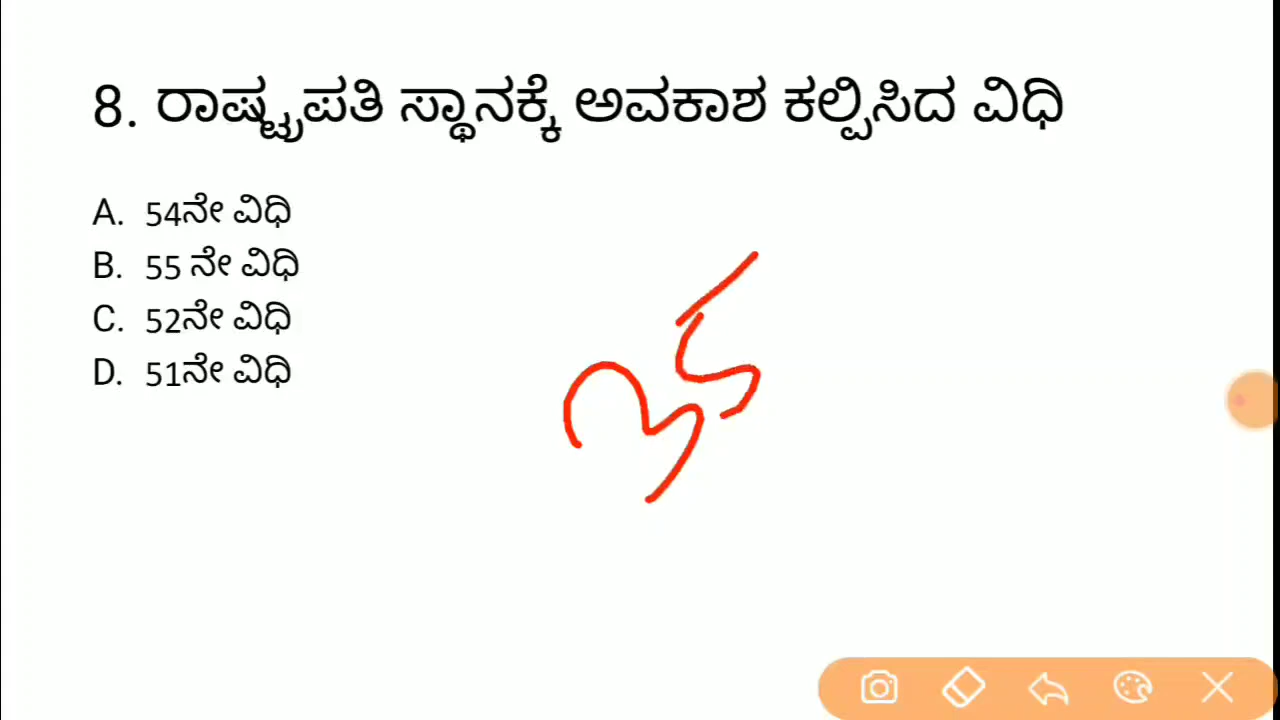 8. ರಾಷ್ಟ್ರಪತಿ ಸ್ಥಾನಕ್ಕೆ ಅವಕಾಶ ಕಲ್ಪಿಸಿದ ವಿಧಿ
A. 54ನೇ ವಿಧಿ
B. 55 ನೇ ವಿಧಿ
C. 52ನೇ ವಿಧಿ
D. 51ನೇ ವಿಧಿ